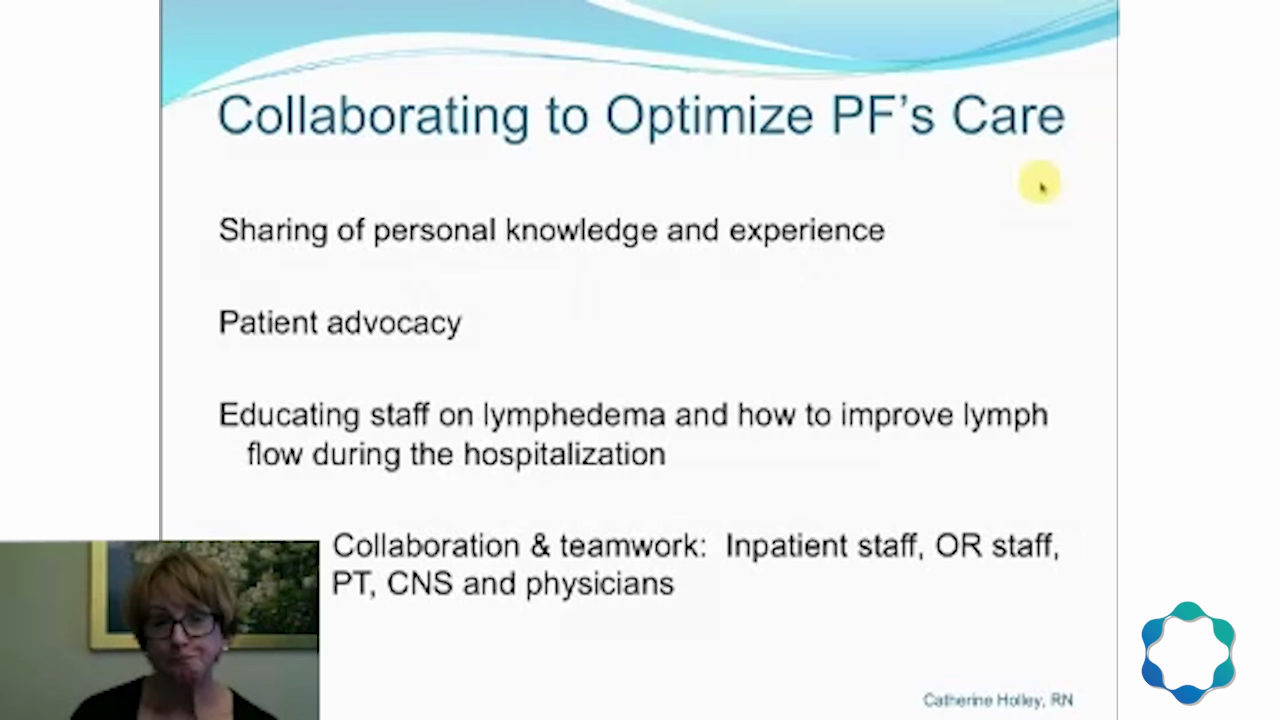 Collaborating to Optimize PF's Care
Sharing of personal knowledge and experience
Patient advocacy
Educating staff on lymphedema and how to improve lymph
flow during the hospitalization
Collaboration & teamwork: Inpatient staff, OR staff,
PT, CNS and physicians
Catherine Holley, RN